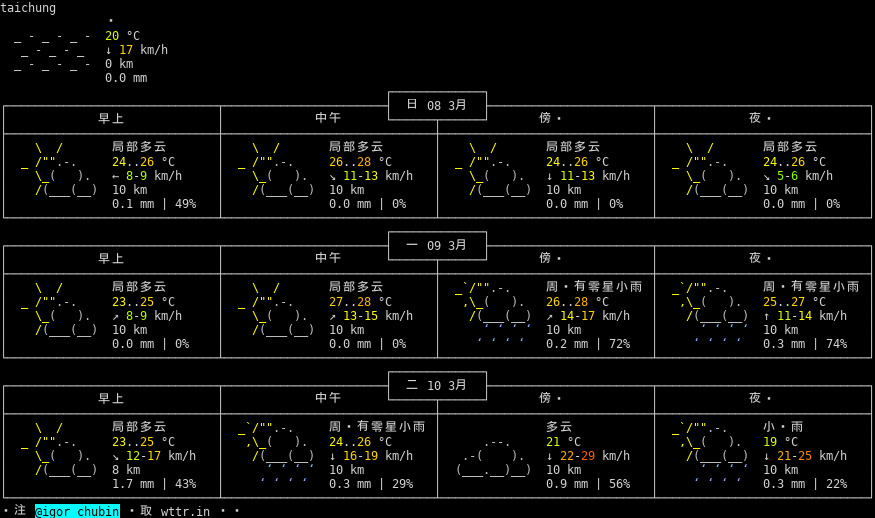 taichung
·
20 °C
↓ 17 km/h
0 km
0.0 mm
日 08 3月
早上 中午 傍· 夜·
局部多云 局部多云 局部多云 局部多云
24..26 °C 26..28 °C 24..26 °C 24..26 °C
← 8-9 km/h ↘ 11-13 km/h ↓ 11-13 km/h ↘ 5-6 km/h
10 km 10 km 10 km 10 km
0.1 mm | 49% 0.0 mm | 0% 0.0 mm | 0% 0.0 mm | 0%
一 09 3月
早上 中午 傍· 夜·
局部多云 局部多云 周·有零星小雨 周·有零星小雨
23..25 °C 27..28 °C 26..28 °C 25..27 °C
↗ 8-9 km/h ↗ 13-15 km/h ↗ 14-17 km/h ↑ 11-14 km/h
10 km 10 km 10 km 10 km
0.0 mm | 0% 0.0 mm | 0% 0.2 mm | 72% 0.3 mm | 74%
二 10 3月
早上 中午 傍· 夜·
局部多云 周·有零星小雨 多云 小·雨
23..25 °C 24..26 °C 21 °C 19 °C
↘ 12-17 km/h ↓ 16-19 km/h ↓ 22-29 km/h ↓ 21-25 km/h
8 km 10 km 10 km 10 km
1.7 mm | 43% 0.3 mm | 29% 0.9 mm | 56% 0.3 mm | 22%
·注 @igor_chubin ·取 wttr.in ··